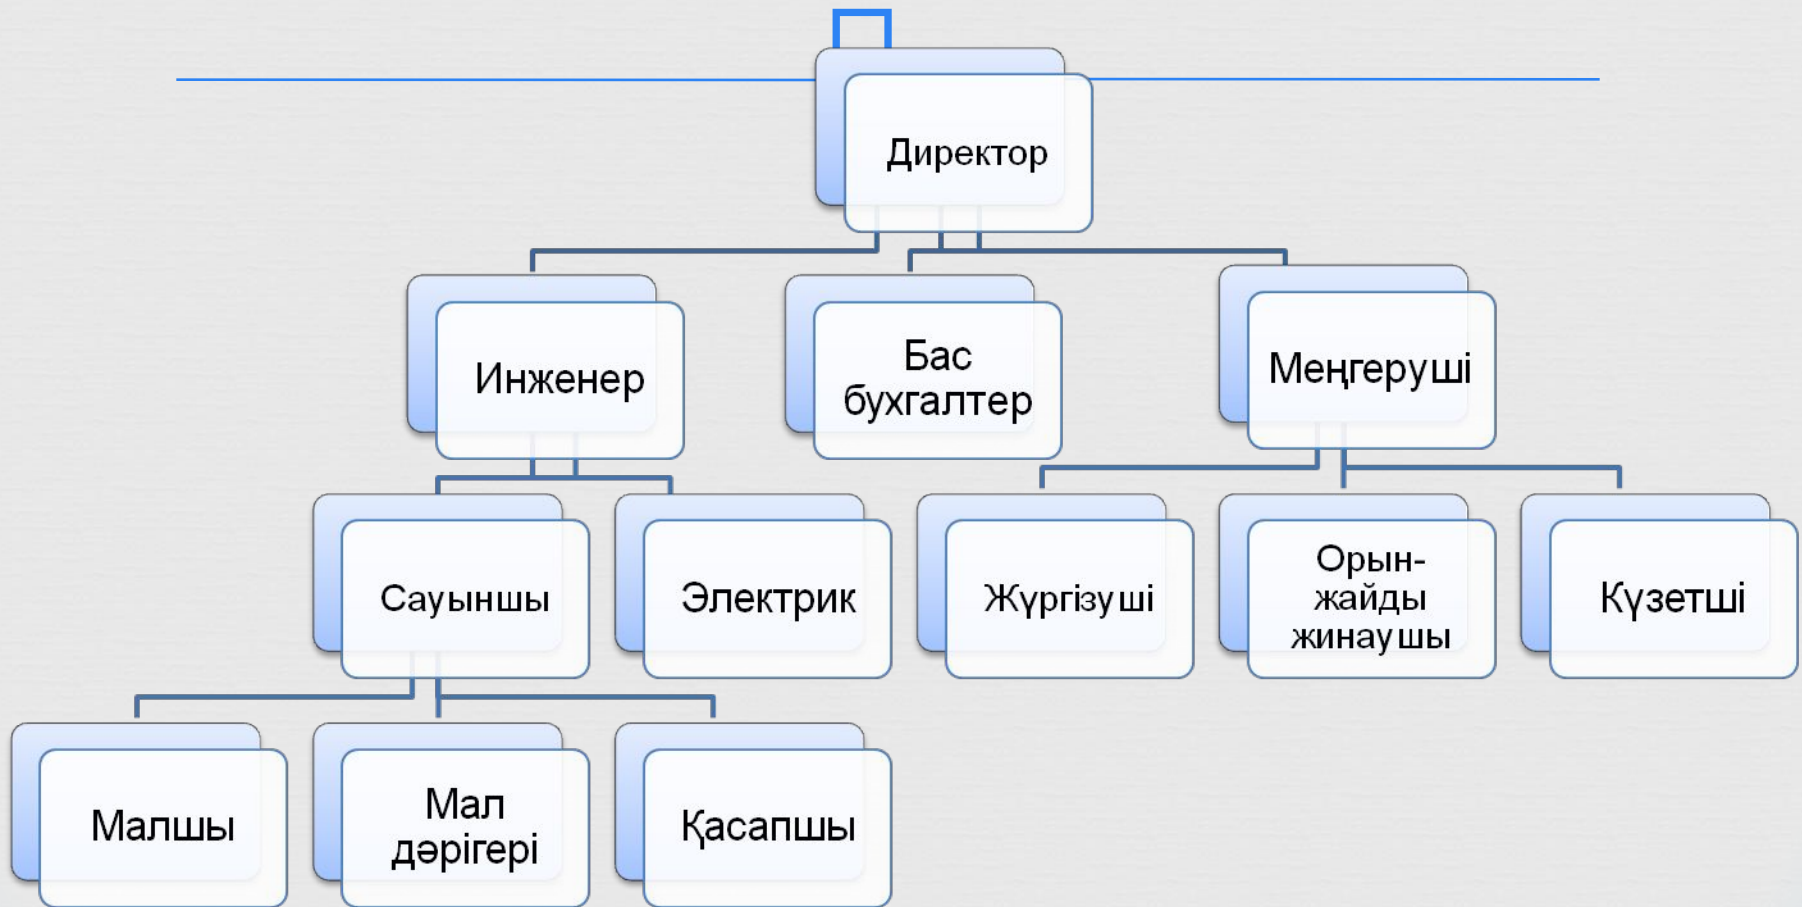 Директор
Инженер
Бас
бухгалтер
Меңгеруші
Сауыншы
Электрик
Жүргізуші
Орын-
жайды
жинаушы
Күзетші
Малшы
Мал
дәрігері
Қасапшы